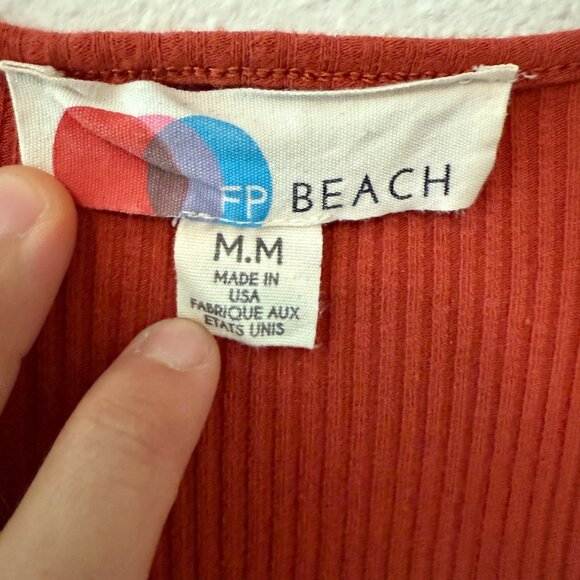 FP BEACH
M.M
MADE IN
USA
FABRIQUE AUX
ETATS UNIS